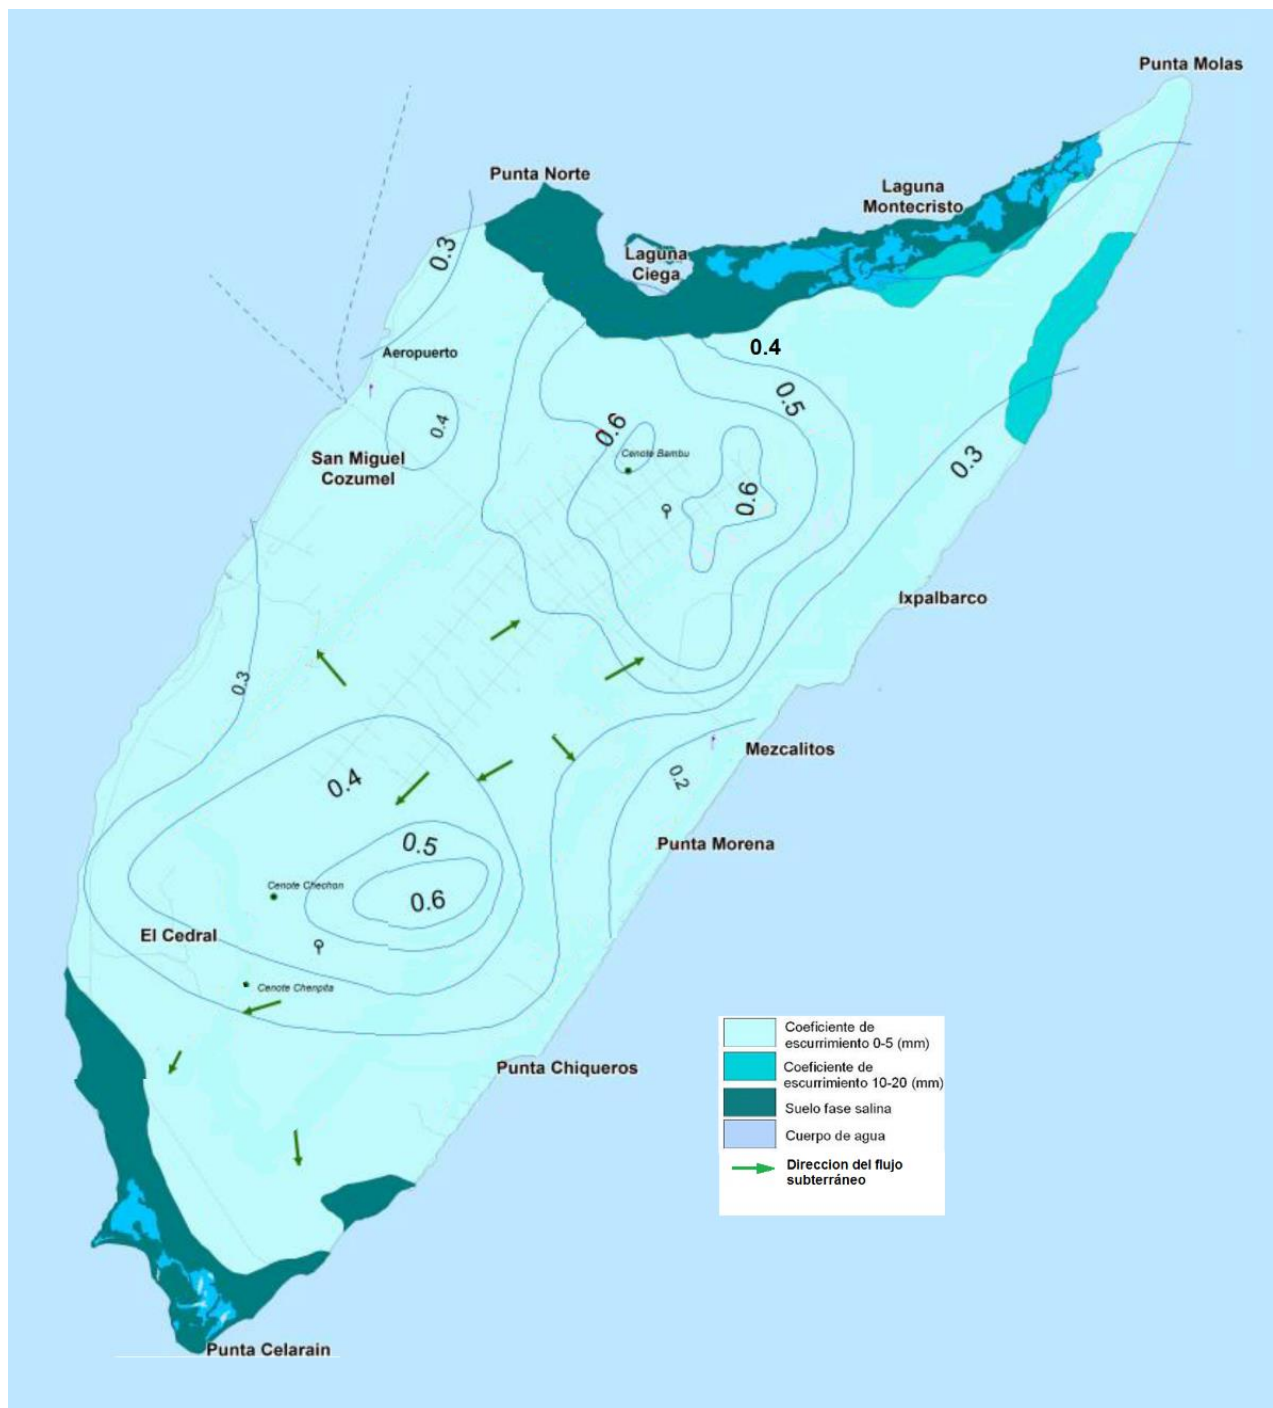 Punta Molas
Punta Norte
Laguna
Montecristo
0.3
Laguna
Ciega
Aeropuerto
0.4
0.5
0.4
0.6
San Miguel
Cozumel
Cenote Bambu
0.3
0.6
Ixpalbarco
0.3
Mezcalitos
0.2
0.4
0.5
Punta Morena
Cenote Chechon
0.6
El Cedral
Cenote Chenpita
Punta Chiqueros
Coeficiente de
escurrimiento 0-5 (mm)
Coeficiente de
escurrimiento 10-20 (mm)
Suelo fase salina
Cuerpo de agua
Direccion del flujo
subterráneo
Punta Celarain